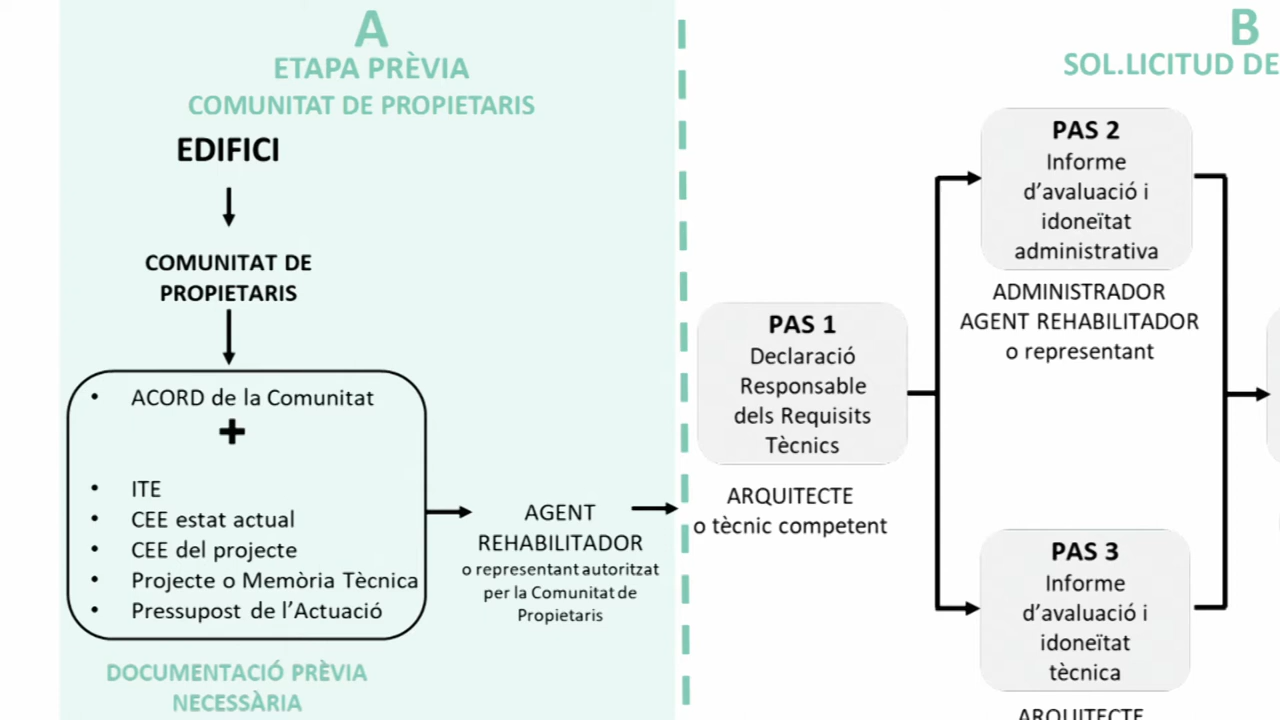 A
ETAPA PRÈVIA
COMUNITAT DE PROPIETARIS
EDIFICI
COMUNITAT DE
PROPIETARIS
• ACORD de la Comunitat
+
• ITE
• CEE estat actual
• CEE del projecte
• Projecte o Memòria Tècnica
• Pressupost de l’Actuació
DOCUMENTACIÓ PRÈVIA
NECESSÀRIA
AGENT
REHABILITADOR
o representant autoritzat
per la Comunitat de
Propietaris
B
SOL.LICITUD DE
PAS 1
Declaració
Responsable
dels Requisits
Tècnics
ARQUITECTE
o tècnic competent
PAS 2
Informe
d’avaluació i
idoneïtat
administrativa
ADMINISTRADOR
AGENT REHABILITADOR
o representant
PAS 3
Informe
d’avaluació i
idoneïtat
tècnica
ARQUITECTE